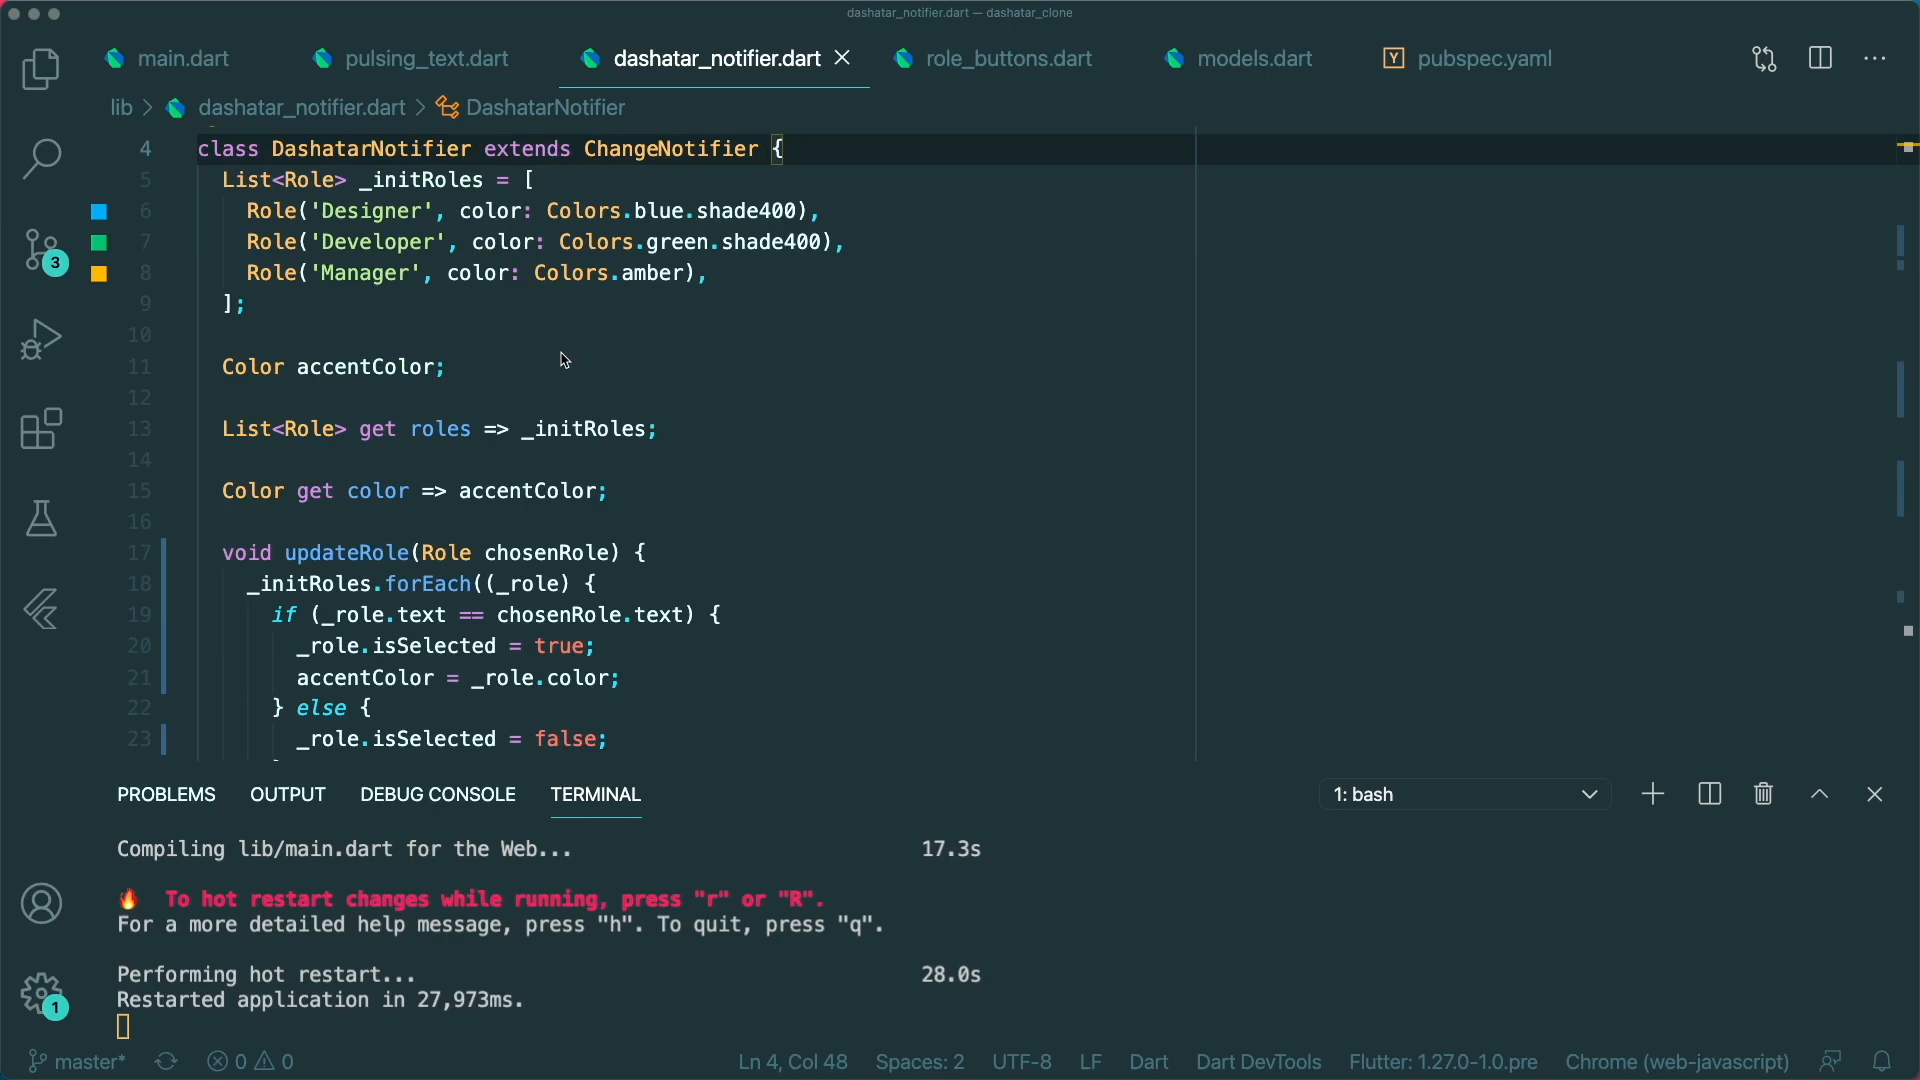 dashatar_notifier.dart — dashatar_clone
main.dart
pulsing_text.dart
dashatar_notifier.dart
role_buttons.dart
models.dart
Y pubspec.yaml
lib > dashatar_notifier.dart > DashatarNotifier
4 class DashatarNotifier extends ChangeNotifier {
5 List<Role> _initRoles = [
6 Role('Designer', color: Colors.blue.shade400),
7 Role('Developer', color: Colors.green.shade400),
8 Role('Manager', color: Colors.amber),
9 ];
10
11 Color accentColor;
12
13 List<Role> get roles => _initRoles;
14
15 Color get color => accentColor;
16
17 void updateRole(Role chosenRole) {
18 _initRoles.forEach((_role) {
19 if (_role.text == chosenRole.text) {
20 _role.isSelected = true;
21 accentColor = _role.color;
22 } else {
23 _role.isSelected = false;
3
PROBLEMS OUTPUT DEBUG CONSOLE TERMINAL
1: bash
Compiling lib/main.dart for the Web... 17.3s
To hot restart changes while running, press "r" or "R".
For a more detailed help message, press "h". To quit, press "q".
Performing hot restart... 28.0s
Restarted application in 27,973ms.
1
master* 0 0 Ln 4, Col 48 Spaces: 2 UTF-8 LF Dart Dart DevTools Flutter: 1.27.0-1.0.pre Chrome (web-javascript)